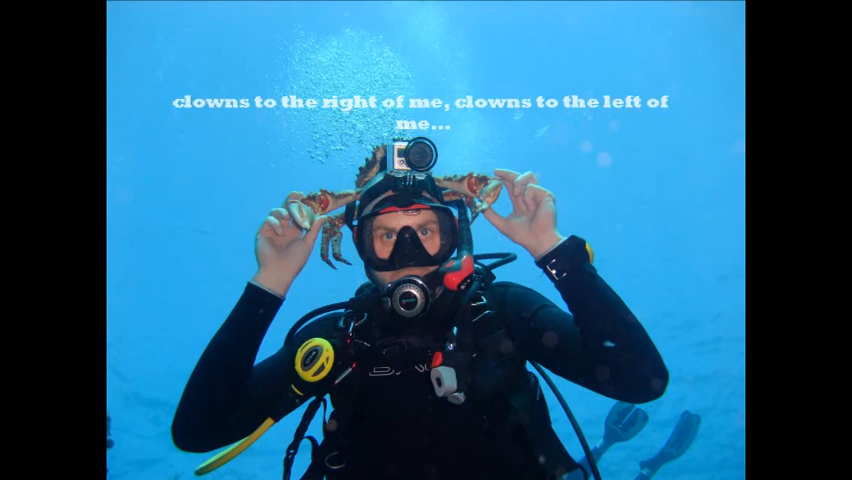 clowns to the right of me, clowns to the left of
me...